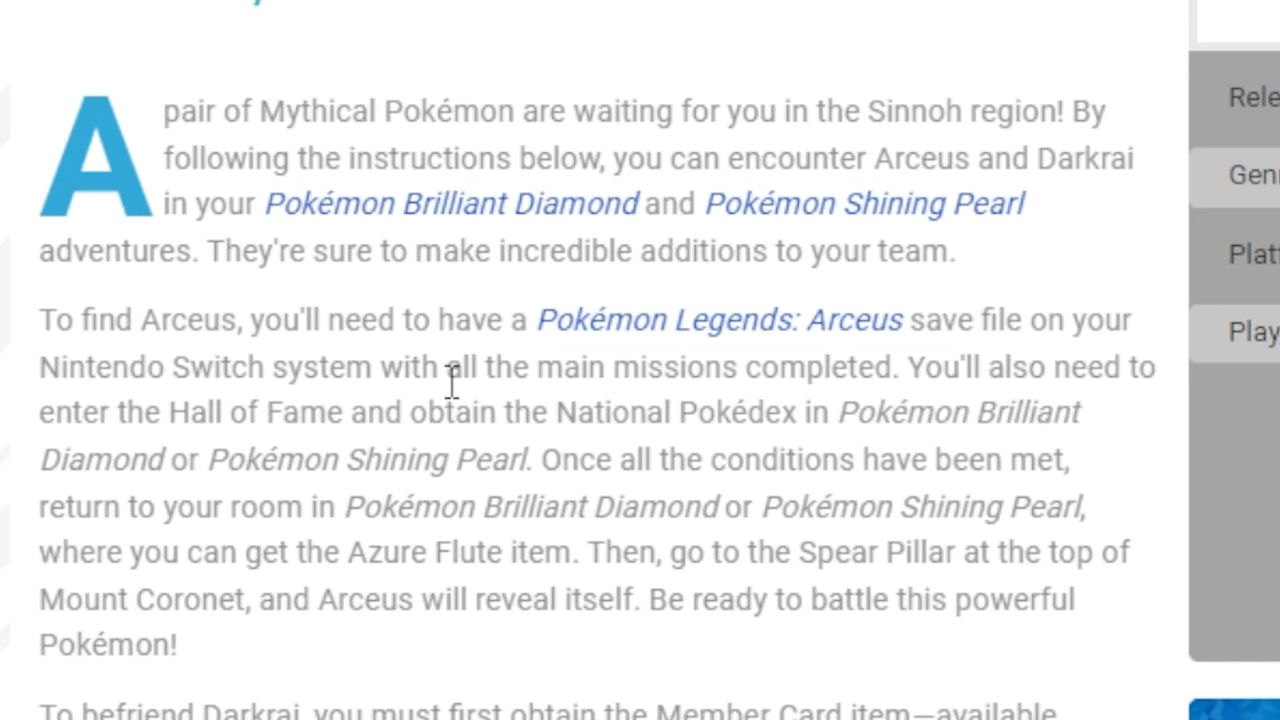 A pair of Mythical Pokémon are waiting for you in the Sinnoh region! By
following the instructions below, you can encounter Arceus and Darkrai
in your Pokémon Brilliant Diamond and Pokémon Shining Pearl
adventures. They're sure to make incredible additions to your team.
To find Arceus, you'll need to have a Pokémon Legends: Arceus save file on your
Nintendo Switch system with all the main missions completed. You'll also need to
enter the Hall of Fame and obtain the National Pokédex in Pokémon Brilliant
Diamond or Pokémon Shining Pearl. Once all the conditions have been met,
return to your room in Pokémon Brilliant Diamond or Pokémon Shining Pearl,
where you can get the Azure Flute item. Then, go to the Spear Pillar at the top of
Mount Coronet, and Arceus will reveal itself. Be ready to battle this powerful
Pokémon!
To befriend Darkrai, you must first obtain the Member Card item—available
Rele
Genr
Platf
Play